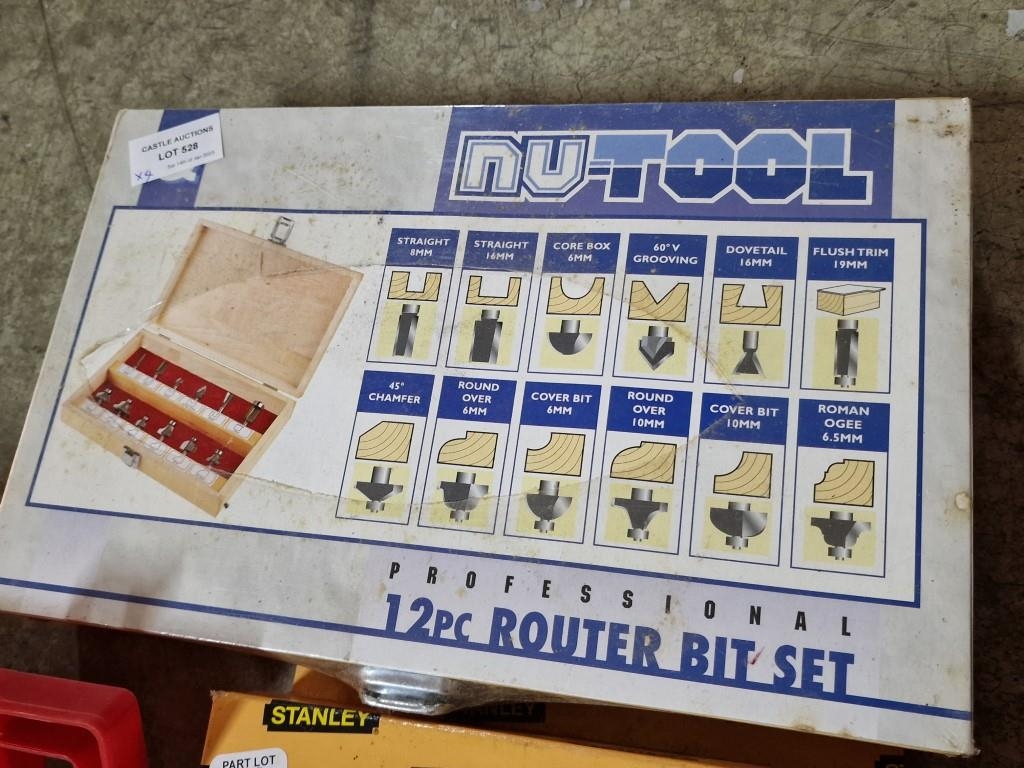 CASTLE AUCTIONS
LOT 528
x4
NU-TOOL
STRAIGHT
8MM
STRAIGHT
16MM
CORE BOX
6MM
60° V
GROOVING
DOVETAIL
16MM
FLUSH TRIM
19MM
45°
CHAMFER
ROUND
OVER
6MM
COVER BIT
6MM
ROUND
OVER
10MM
COVER BIT
10MM
ROMAN
OGEE
6.5MM
PROFESSIONAL
12PC ROUTER BIT SET
STANLEY
STANLEY
PART LOT